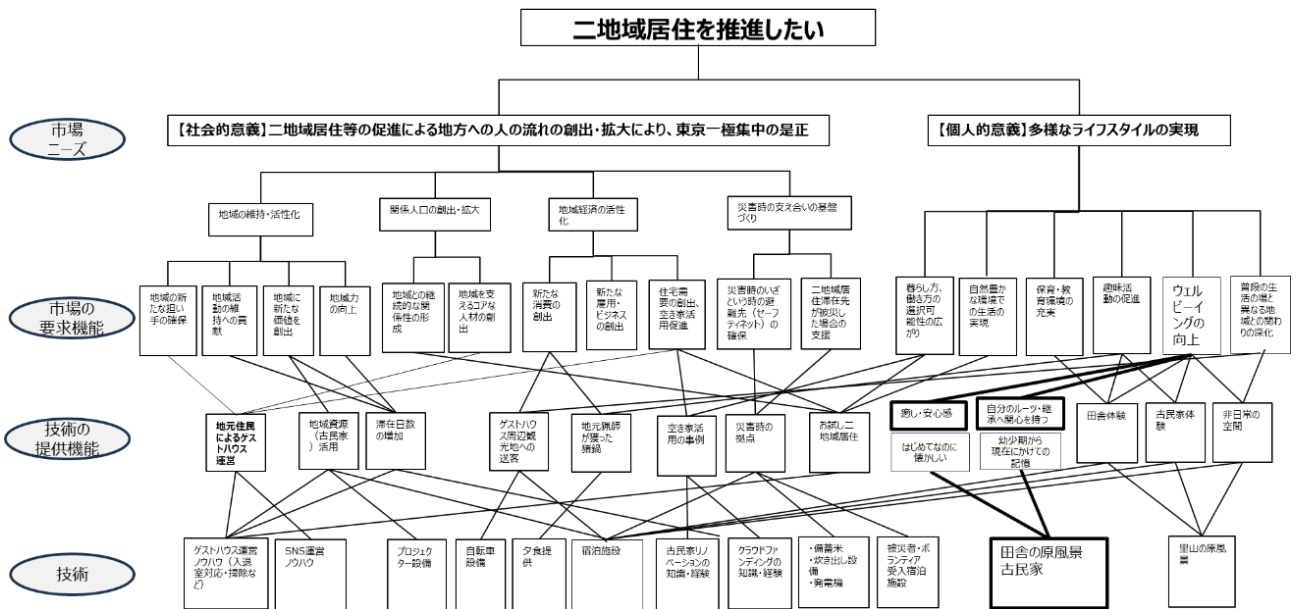 二地域居住を推進したい
市場
ニーズ
【社会的意義】二地域居住等の促進による地方への人の流れの創出・拡大により、東京一極集中の是正
【個人的意義】多様なライフスタイルの実現
地域の維持・活性化
関係人口の創出・拡大
地域経済の活性
化
災害時の支え合いの基盤
づくり
市場の
要求機能
地域の新
たな担い
手の確保
地域活
動の維
持への貢
献
地域に
新たな
価値を
創出
地域力
の向上
地域との継
続的な関
係性の形
成
地域を支
えるコアな
人材の創
出
新たな
消費の
創出
新たな
雇用・ビ
ジネス
の創出
住宅需
要の創出、
空き家活
用促進
災害時のいざ
という時の避
難先(セーフ
ティネット)の
確保
二地域居
住滞在先
が被災し
た場合の
支援
暮らし方、
働き方の
選択可
能性の広
がり
自然豊か
な環境で
の生活の
実現
保育・教
育環境の
充実
趣味活
動の促進
ウェル
ビーイ
ングの
向上
普段の生
活の場と
異なる地
域との関わ
りの深化
技術の
提供機能
地元住民
によるゲス
トハウス
運営
地域資源
(古民家
)活用
滞在日数
の増加
ゲストハウ
ス周辺観
光地への
送客
地元猟師
が獲った
猪鍋
空き家活
用の事例
災害時の
拠点
お試し二
地域居住
癒し・安心感
はじめてなのに
懐かしい
自分のルーツ・継
承へ関心を持つ
幼少期から
現在にかけての
記憶
田舎体験
古民家体
験
非日常の
空間
技術
ゲストハウス運営
ノウハウ(入退
室対応・掃除な
ど)
SNS運営
ノウハウ
プロジェク
ター設備
自転車
設備
夕食提
供
宿泊施設
古民家リノ
ベーションの
知識・経験
クラウドファ
ンディングの
知識・経験
・備蓄米
・炊き出し設
備
・発電機
被災者・ボ
ランティア
受入宿泊
施設
田舎の原風景
古民家
里山の原風
景